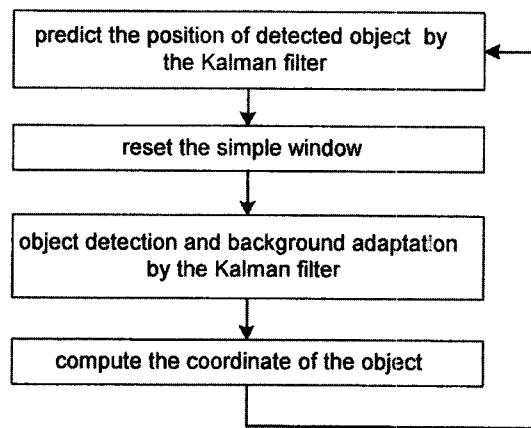 predict the position of detected object by
the Kalman filter
reset the simple window
object detection and background adaptation
by the Kalman filter
compute the coordinate of the object